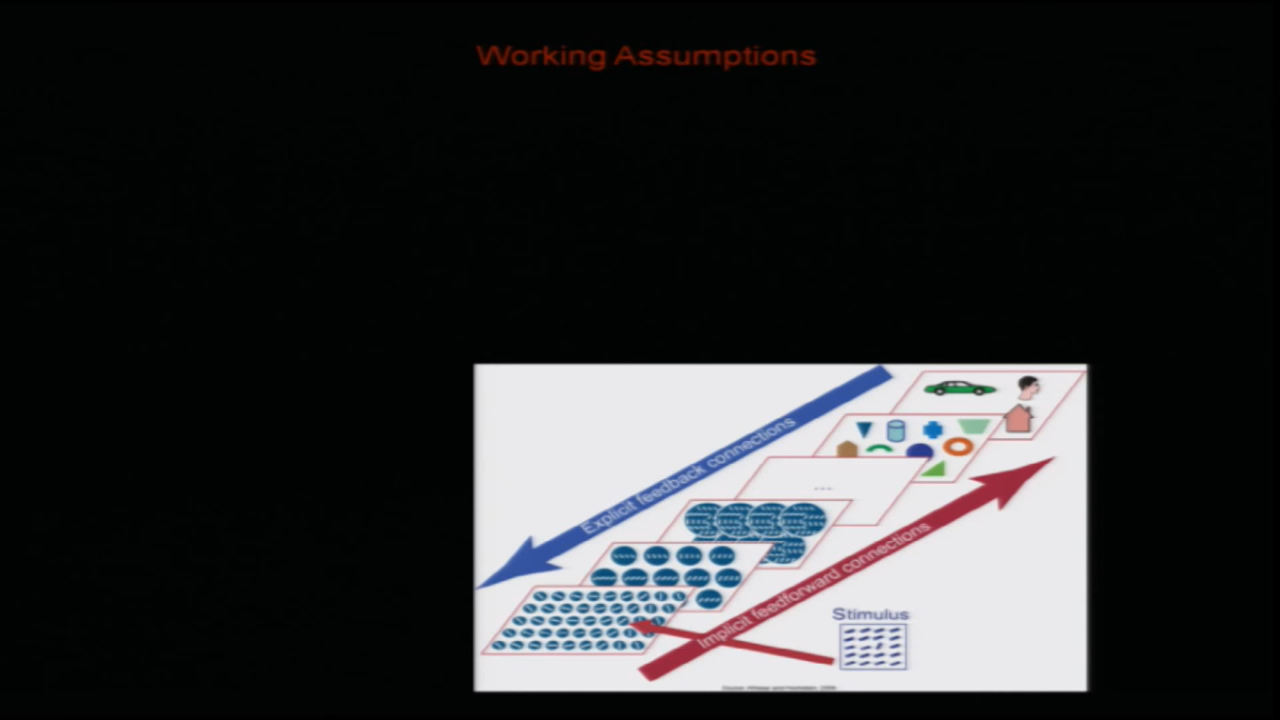 Working Assumptions
Explicit feedback connections
Implicit feedforward connections
Stimulus